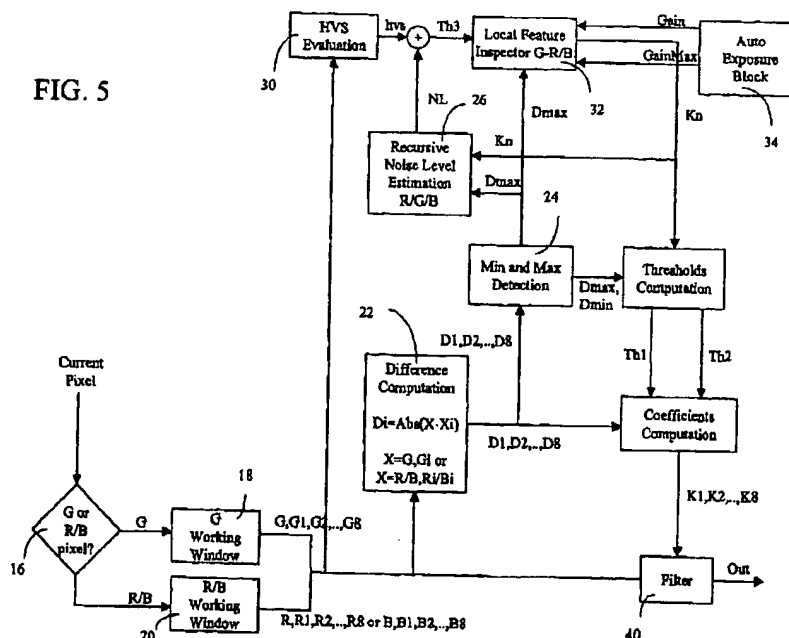 FIG. 5
HVS
Evaluation
30
hvs
+
Th3
Local Feature
Inspector G-R/B
32
Gain
GainMax
Auto
Exposure
Block
34
NL
26
Recursive
Noise Level
Estimation
R/G/B
Kn
Dmax
Dmax
Kn
24
Min and Max
Detection
Dmax,
Dmin
Thresholds
Computation
22
D1,D2,..,D8
Th1
Th2
Difference
Computation
Di=Abs(X-Xi)
X=G,Gi or
X=R/B,Ri/Bi
D1,D2,..,D8
Coefficients
Computation
Current
Pixel
G or
R/B
pixel?
16
G
18
G
Working
Window
G,G1,G2,..,G8
K1,K2,..,K8
R/B
R/B
Working
Window
20
R,R1,R2,..,R8 or B,B1,B2,..,B8
Filter
Out
40